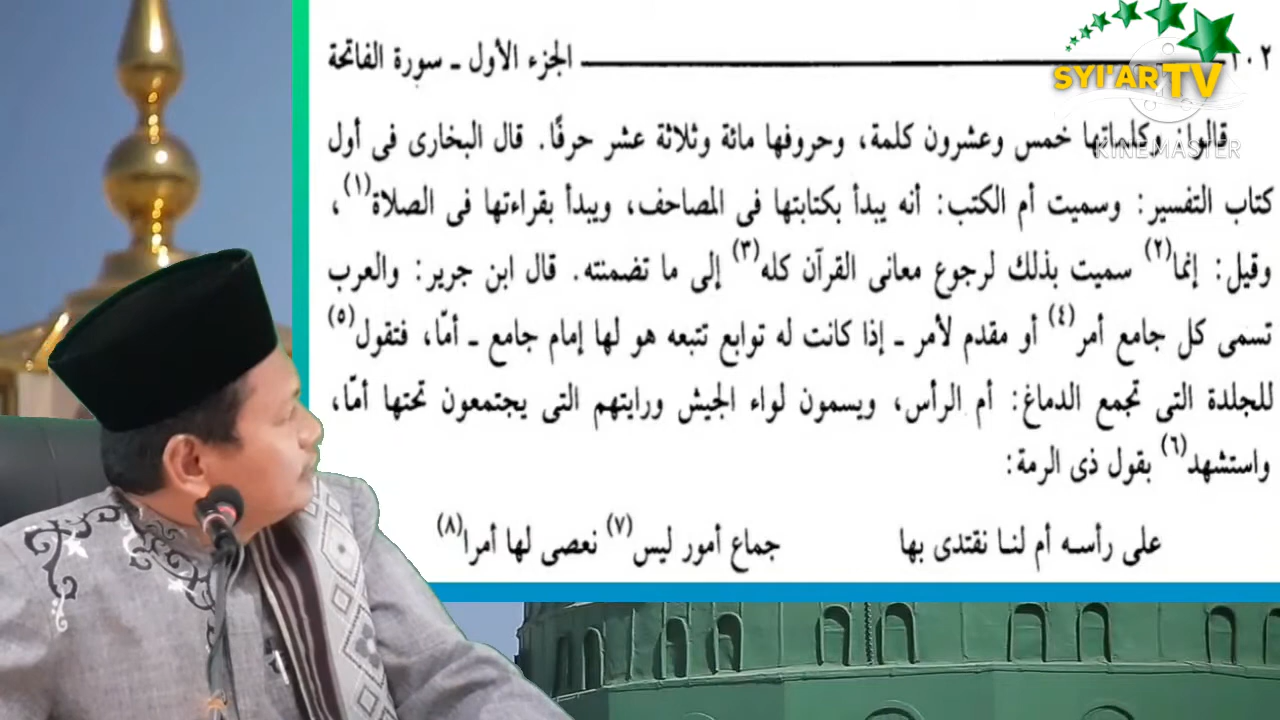 ١٠٢ ــــــــــ الجزء الأول ـ سورة الفاتحة
SYI'AR TV
KINEMASTER
قالوا: وكلماتها خمس وعشرون كلمة، وحروفها مائة وثلاثة عشر حرفًا. قال البخارى فى أول
كتاب التفسير: وسميت أم الكتب: أنه يبدأ بكتابتها فى المصاحف، ويبدأ بقراءتها فى الصلاة(١)،
وقيل: إنما(٢) سميت بذلك لرجوع معانى القرآن كله(٣) إلى ما تضمنته. قال ابن جرير: والعرب
تسمى كل جامع أمر(٤) أو مقدم لأمر ـ إذا كانت له توابع تتبعه هو لها إمام جامع ـ أمّا، فتقول(٥)
للجلدة التى تجمع الدماغ: أم الرأس، ويسمون لواء الجيش ورايتهم التى يجتمعون تحتها أمّا،
واستشهد(٦) بقول ذى الرمة:
على رأسـه أم لنـا نقتدى بها جماع أمور ليس(٧) نعصى لها أمرا(٨)